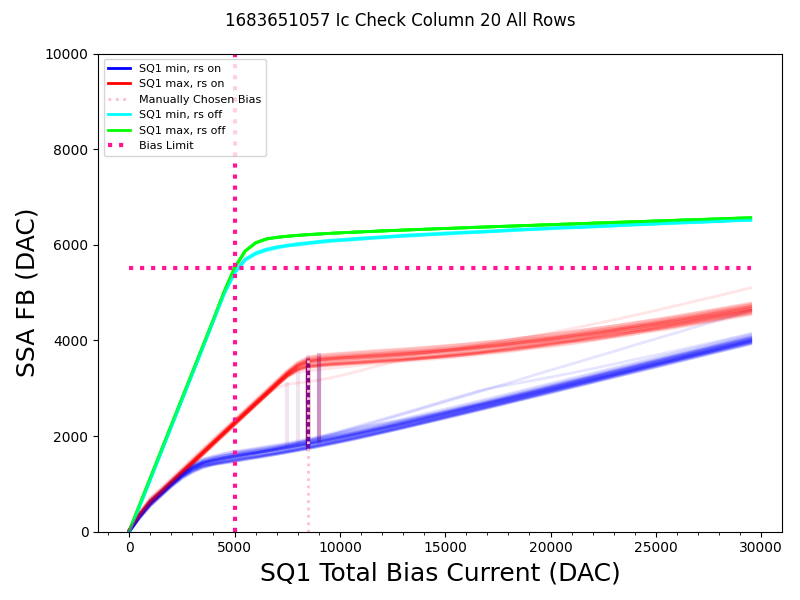 1683651057 Ic Check Column 20 All Rows
10000
8000
6000
4000
2000
0
SSA FB (DAC)
SQ1 min, rs on
SQ1 max, rs on
Manually Chosen Bias
SQ1 min, rs off
SQ1 max, rs off
Bias Limit
0 5000 10000 15000 20000 25000 30000
SQ1 Total Bias Current (DAC)